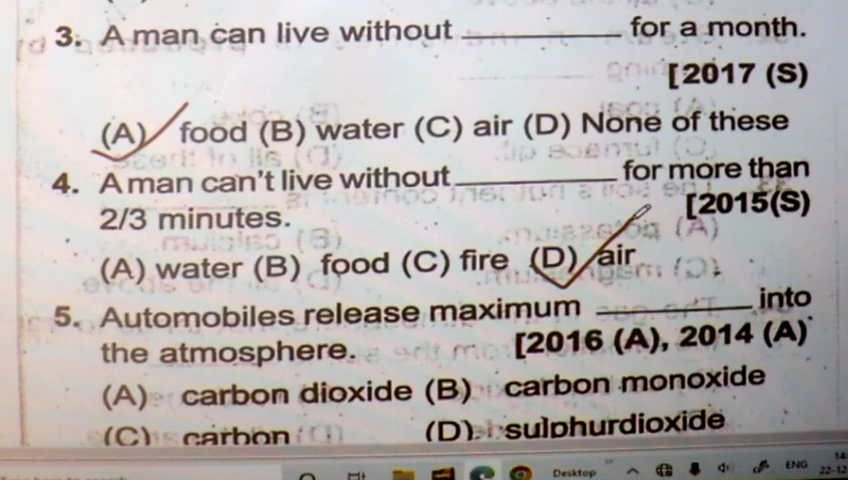 3. A man can live without ________ for a month.
[2017 (S)
(A) food (B) water (C) air (D) None of these
4. A man can't live without ________ for more than
2/3 minutes. [2015(S)
(A) water (B) food (C) fire (D) air
5. Automobiles release maximum ________ into
the atmosphere. [2016 (A), 2014 (A)
(A) carbon dioxide (B) carbon monoxide
(C) carbon (D) sulphurdioxide
Desktop
ENG